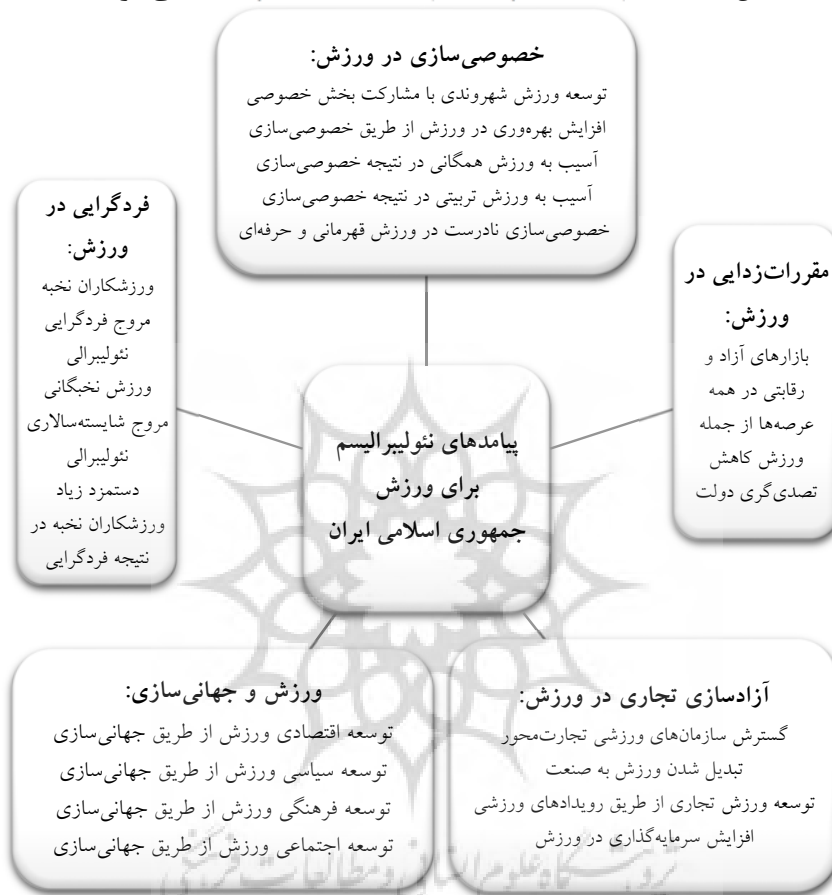 خصوصی‌سازی در ورزش:
توسعه ورزش شهروندی با مشارکت بخش خصوصی
افزایش بهره‌وری در ورزش از طریق خصوصی‌سازی
آسیب به ورزش همگانی در نتیجه خصوصی‌سازی
آسیب به ورزش تربیتی در نتیجه خصوصی‌سازی
خصوصی‌سازی نادرست در ورزش قهرمانی و حرفه‌ای
مقررات‌زدایی در
ورزش:
بازارهای آزاد و
رقابتی در همه
عرصه‌ها از جمله
ورزش کاهش
تصدی‌گری دولت
فردگرایی در
ورزش:
ورزشکاران نخبه
مروج فردگرایی
نئولیبرالی
ورزش نخبگانی
مروج شایسته‌سالاری
نئولیبرالی
دستمزد زیاد
ورزشکاران نخبه در
نتیجه فردگرایی
پیامدهای نئولیبرالیسم
برای ورزش
جمهوری اسلامی ایران
آزادسازی تجاری در ورزش:
گسترش سازمان‌های ورزشی تجارت‌محور
تبدیل شدن ورزش به صنعت
توسعه ورزش تجاری از طریق رویدادهای ورزشی
افزایش سرمایه‌گذاری در ورزش
ورزش و جهانی‌سازی:
توسعه اقتصادی ورزش از طریق جهانی‌سازی
توسعه سیاسی ورزش از طریق جهانی‌سازی
توسعه فرهنگی ورزش از طریق جهانی‌سازی
توسعه اجتماعی ورزش از طریق جهانی‌سازی
پژوهشگاه علوم انسانی و مطالعات فرهنگی